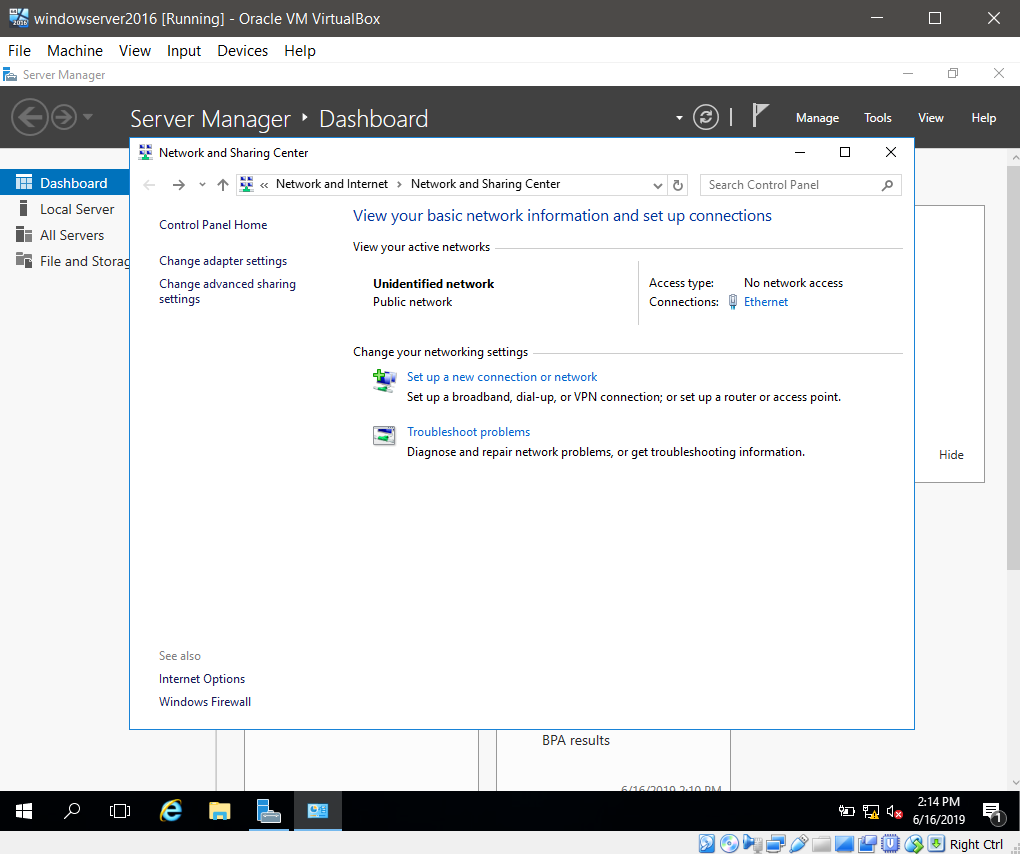 windowserver2016 [Running] - Oracle VM VirtualBox
File Machine View Input Devices Help
Server Manager
Server Manager Dashboard
Manage Tools View Help
Network and Sharing Center
« Network and Internet > Network and Sharing Center
Search Control Panel
Dashboard
Local Server
All Servers
File and Storag
Control Panel Home
Change adapter settings
Change advanced sharing
settings
View your basic network information and set up connections
View your active networks
Unidentified network
Public network
Access type: No network access
Connections: Ethernet
Change your networking settings
Set up a new connection or network
Set up a broadband, dial-up, or VPN connection; or set up a router or access point.
Troubleshoot problems
Diagnose and repair network problems, or get troubleshooting information.
Hide
See also
Internet Options
Windows Firewall
BPA results
6/16/2019 2:10 PM
2:14 PM
6/16/2019
1
Right Ctrl